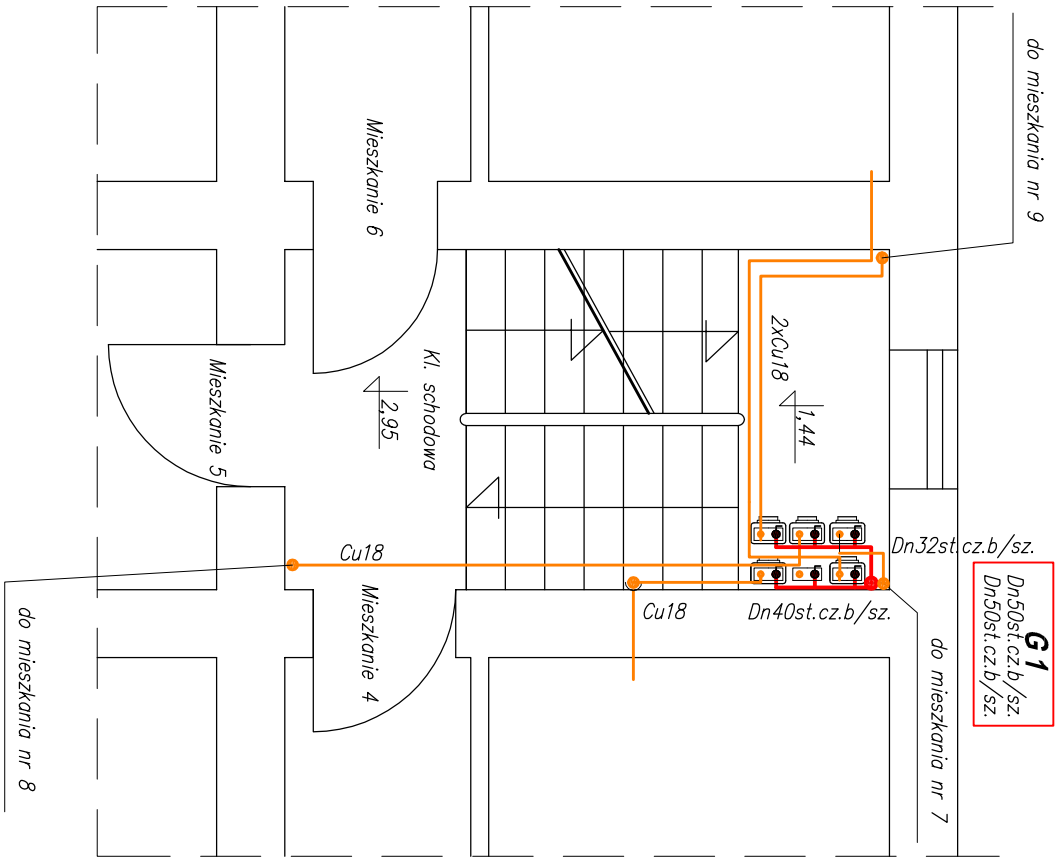 do mieszkania nr 9
Mieszkanie 6
2xCu18
1,44
Kl. schodowa
2,95
Mieszkanie 5
Dn32st.cz.b/sz.
G1
Dn50st.cz.b/sz.
Dn50st.cz.b/sz.
Cu18
Mieszkanie 4
Cu18
Dn40st.cz.b/sz.
do mieszkania nr 7
do mieszkania nr 8